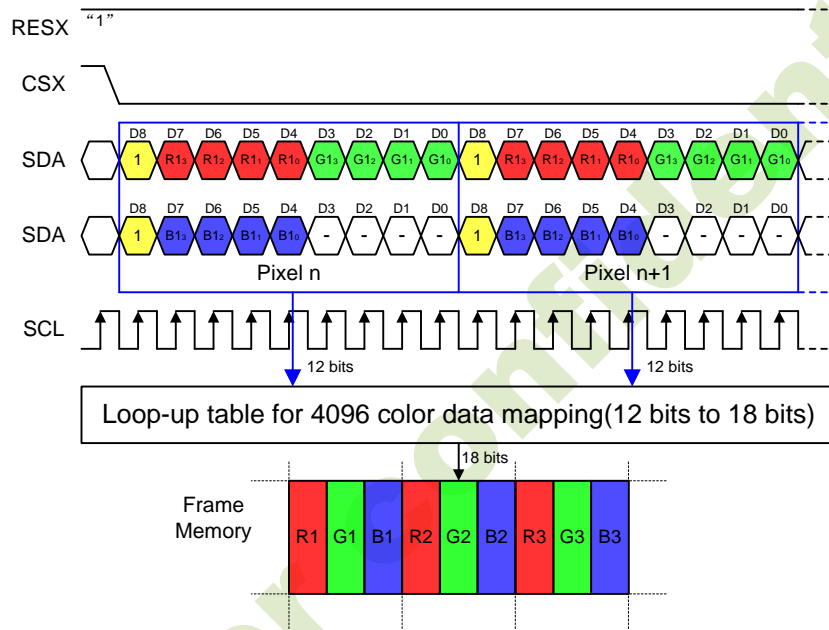 RESX "1"
CSX
D8 D7 D6 D5 D4 D3 D2 D1 D0 D8 D7 D6 D5 D4 D3 D2 D1 D0
SDA 1 R13 R12 R11 R10 G13 G12 G11 G10 1 R13 R12 R11 R10 G13 G12 G11 G10
D8 D7 D6 D5 D4 D3 D2 D1 D0 D8 D7 D6 D5 D4 D3 D2 D1 D0
SDA 1 B13 B12 B11 B10 - - - - 1 B13 B12 B11 B10 - - - -
Pixel n Pixel n+1
SCL
12 bits 12 bits
Loop-up table for 4096 color data mapping(12 bits to 18 bits)
18 bits
Frame
Memory
R1 G1 B1 R2 G2 B2 R3 G3 B3
or confident